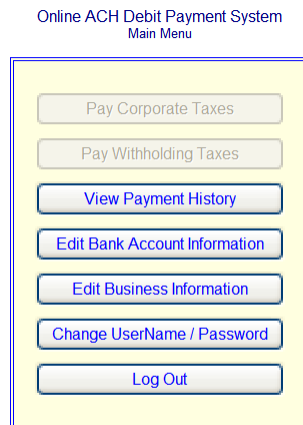 Online ACH Debit Payment System
Main Menu
Pay Corporate Taxes
Pay Withholding Taxes
View Payment History
Edit Bank Account Information
Edit Business Information
Change UserName / Password
Log Out